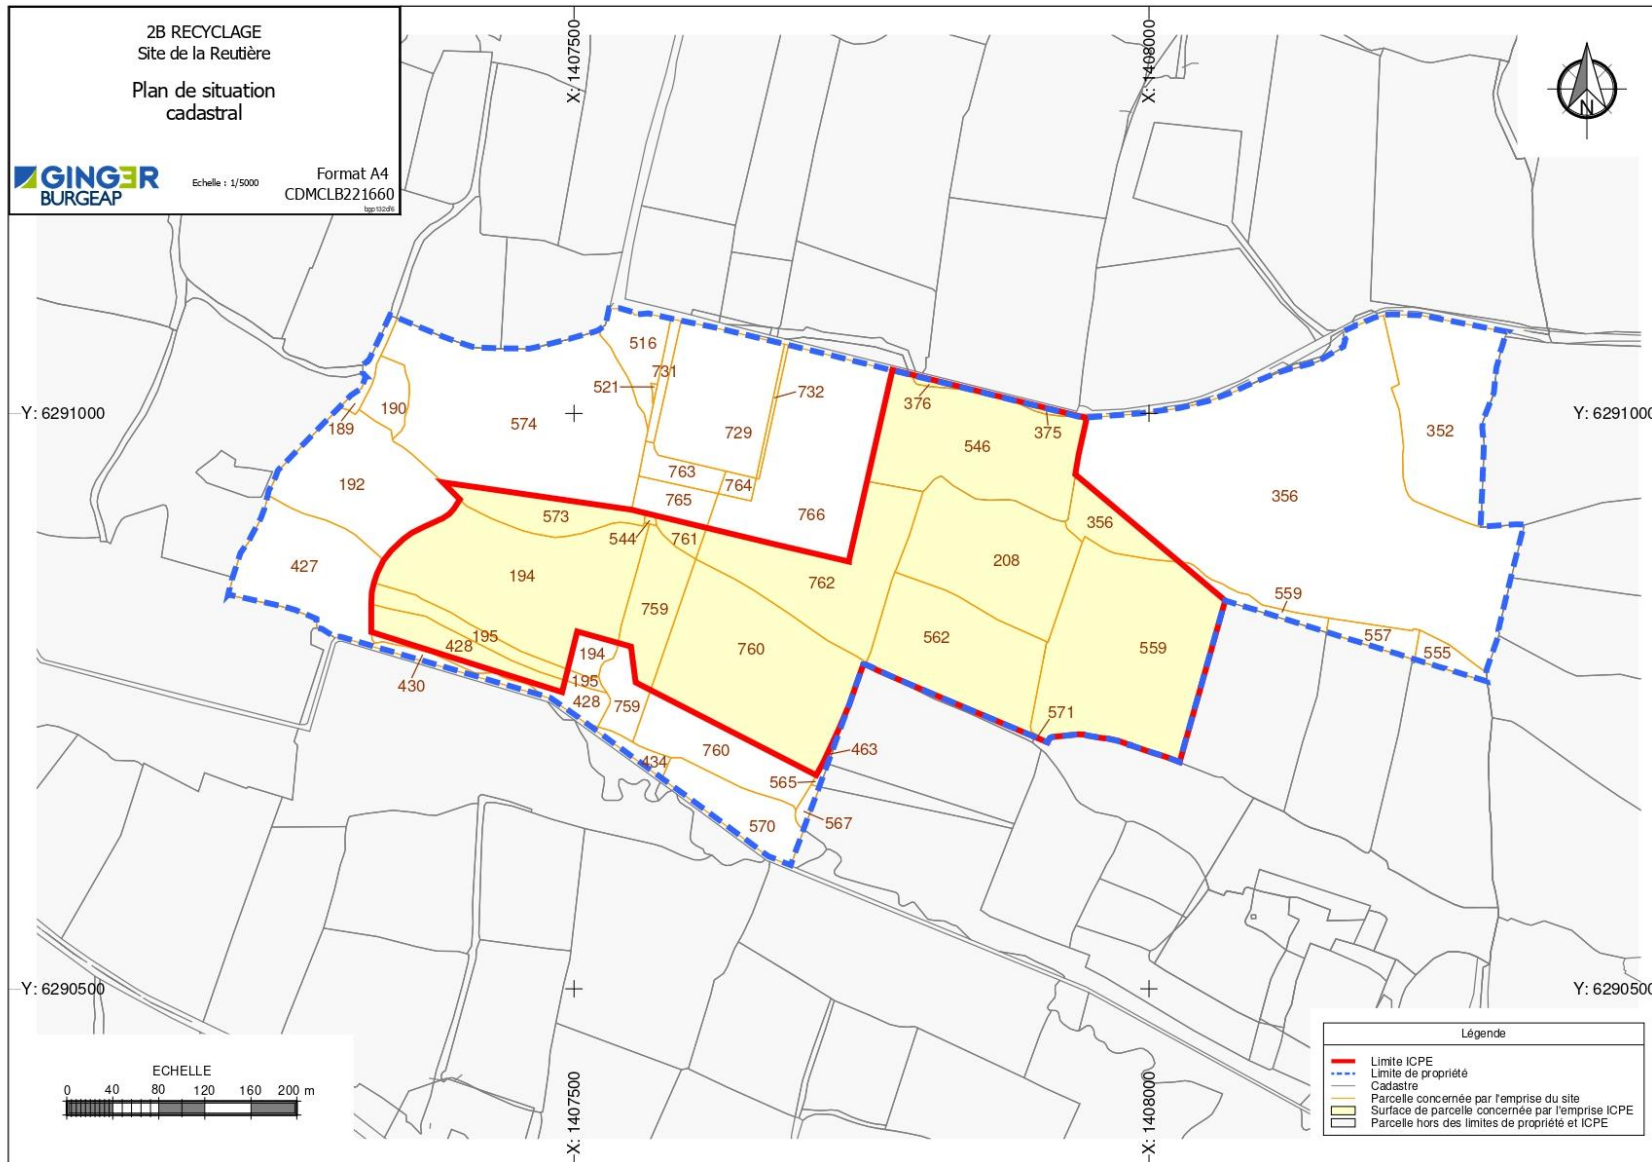 2B RECYCLAGE
Site de la Reutière
Plan de situation
cadastral
GINGER
BURGEAP
Echelle : 1/5000
Format A4
CDMCLB221660
X: 1407500
X: 1408000
N
516
731
521
732
376
190
189
574
729
546
375
352
763
764
192
765
766
356
573
356
544
761
427
194
762
208
559
759
195
562
557
428
194
760
559
555
430
195
428
759
571
760
463
434
565
570
567
Y: 6291000
Y: 6291000
Y: 6290500
Y: 6290500
ECHELLE
0 40 80 120 160 200 m
X: 1407500
X: 1408000
Légende
Limite ICPE
Limite de propriété
Cadastre
Parcelle concernée par l'emprise du site
Surface de parcelle concernée par l'emprise ICPE
Parcelle hors des limites de propriété et ICPE